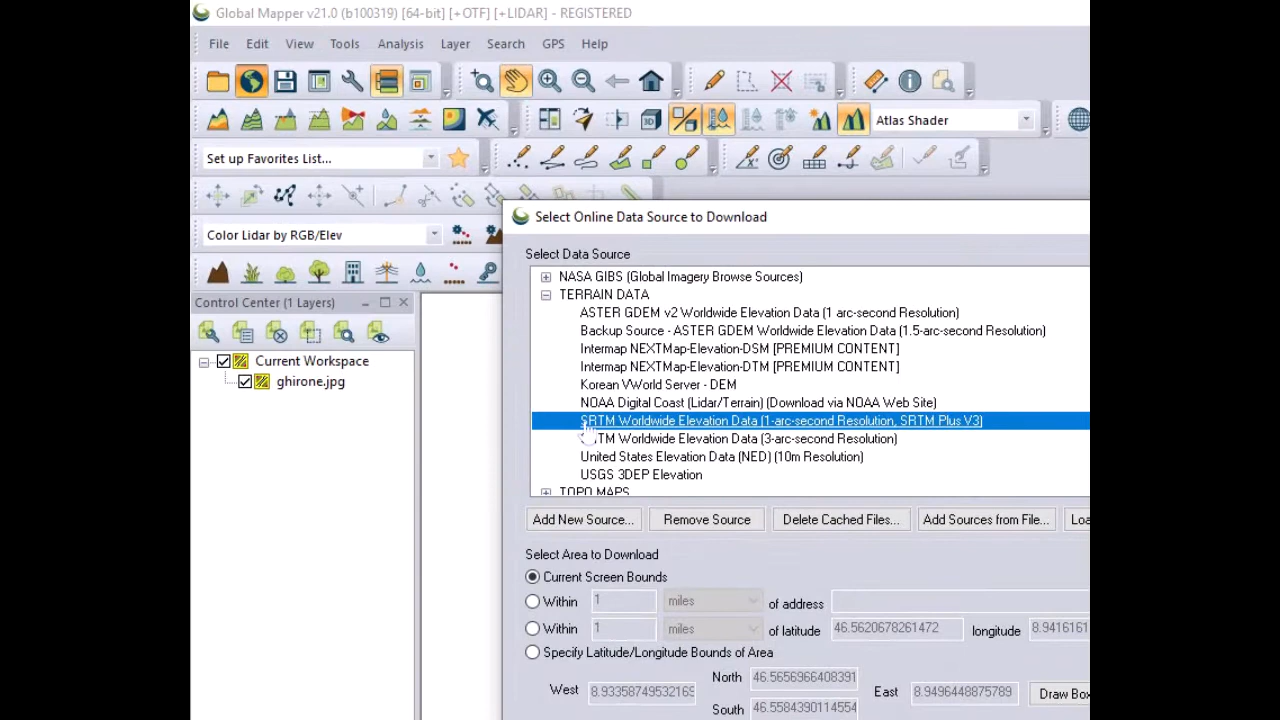 Global Mapper v21.0 (b100319) [64-bit] [+OTF] [+LIDAR] - REGISTERED
File Edit View Tools Analysis Layer Search GPS Help
3D
Atlas Shader
Set up Favorites List...
Color Lidar by RGB/Elev
Select Online Data Source to Download
Select Data Source
NASA GIBS (Global Imagery Browse Sources)
TERRAIN DATA
ASTER GDEM v2 Worldwide Elevation Data (1 arc-second Resolution)
Backup Source - ASTER GDEM Worldwide Elevation Data (1.5-arc-second Resolution)
Intermap NEXTMap-Elevation-DSM [PREMIUM CONTENT]
Intermap NEXTMap-Elevation-DTM [PREMIUM CONTENT]
Korean VWorld Server - DEM
NOAA Digital Coast (Lidar/Terrain) (Download via NOAA Web Site)
SRTM Worldwide Elevation Data (1-arc-second Resolution, SRTM Plus V3)
SRTM Worldwide Elevation Data (3-arc-second Resolution)
United States Elevation Data (NED) (10m Resolution)
USGS 3DEP Elevation
TOPO MAPS
Control Center (1 Layers)
Current Workspace
ghirone.jpg
Add New Source... Remove Source Delete Cached Files... Add Sources from File... Loa
Select Area to Download
Current Screen Bounds
Within 1 miles of address
Within 1 miles of latitude 46.5620678261472 longitude 8.9416161
Specify Latitude/Longitude Bounds of Area
North 46.5656966408391
West 8.93358749532165 East 8.9496448875789 Draw Box
South 46.5584390114554